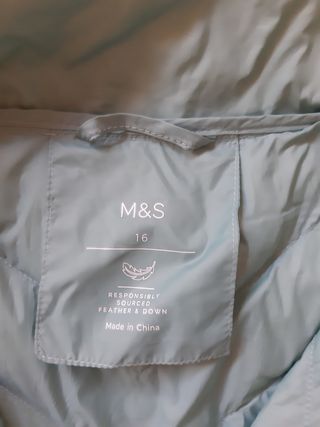 M&S
16
RESPONSIBLY
SOURCED
FEATHER & DOWN
Made in China